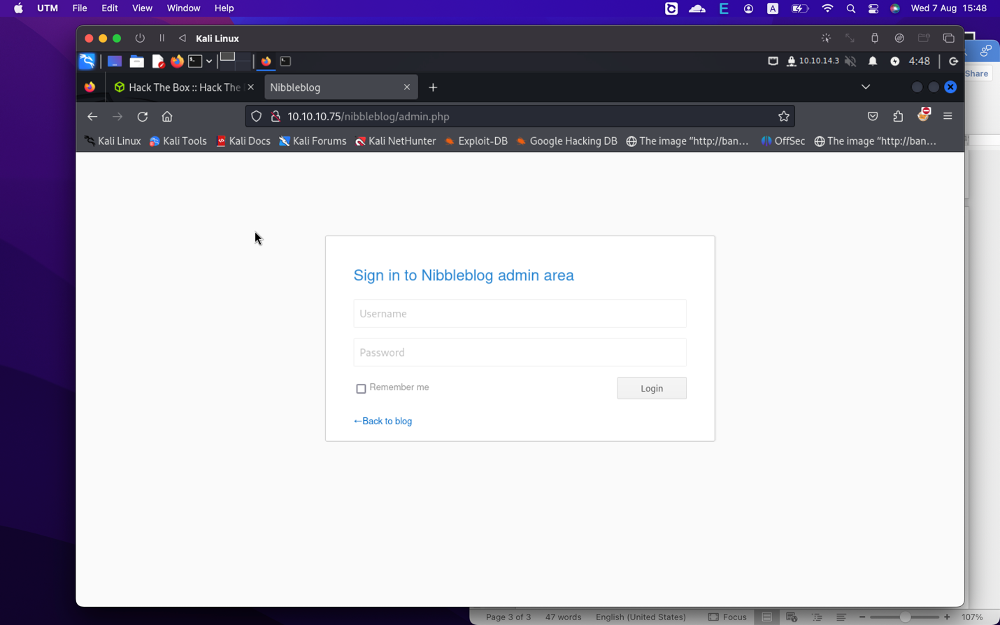 UTM File Edit View Window Help
A
Wed 7 Aug 15:48
Kali Linux
10.10.14.3
4:48
Share
Hack The Box :: Hack The
Nibbleblog
10.10.10.75/nibbleblog/admin.php
Kali Linux Kali Tools Kali Docs Kali Forums Kali NetHunter Exploit-DB Google Hacking DB The image "http://ban... OffSec The image "http://ban...
Sign in to Nibbleblog admin area
Username
Password
Remember me
Login
←Back to blog
Page 3 of 3 47 words English (United States) Focus 107%